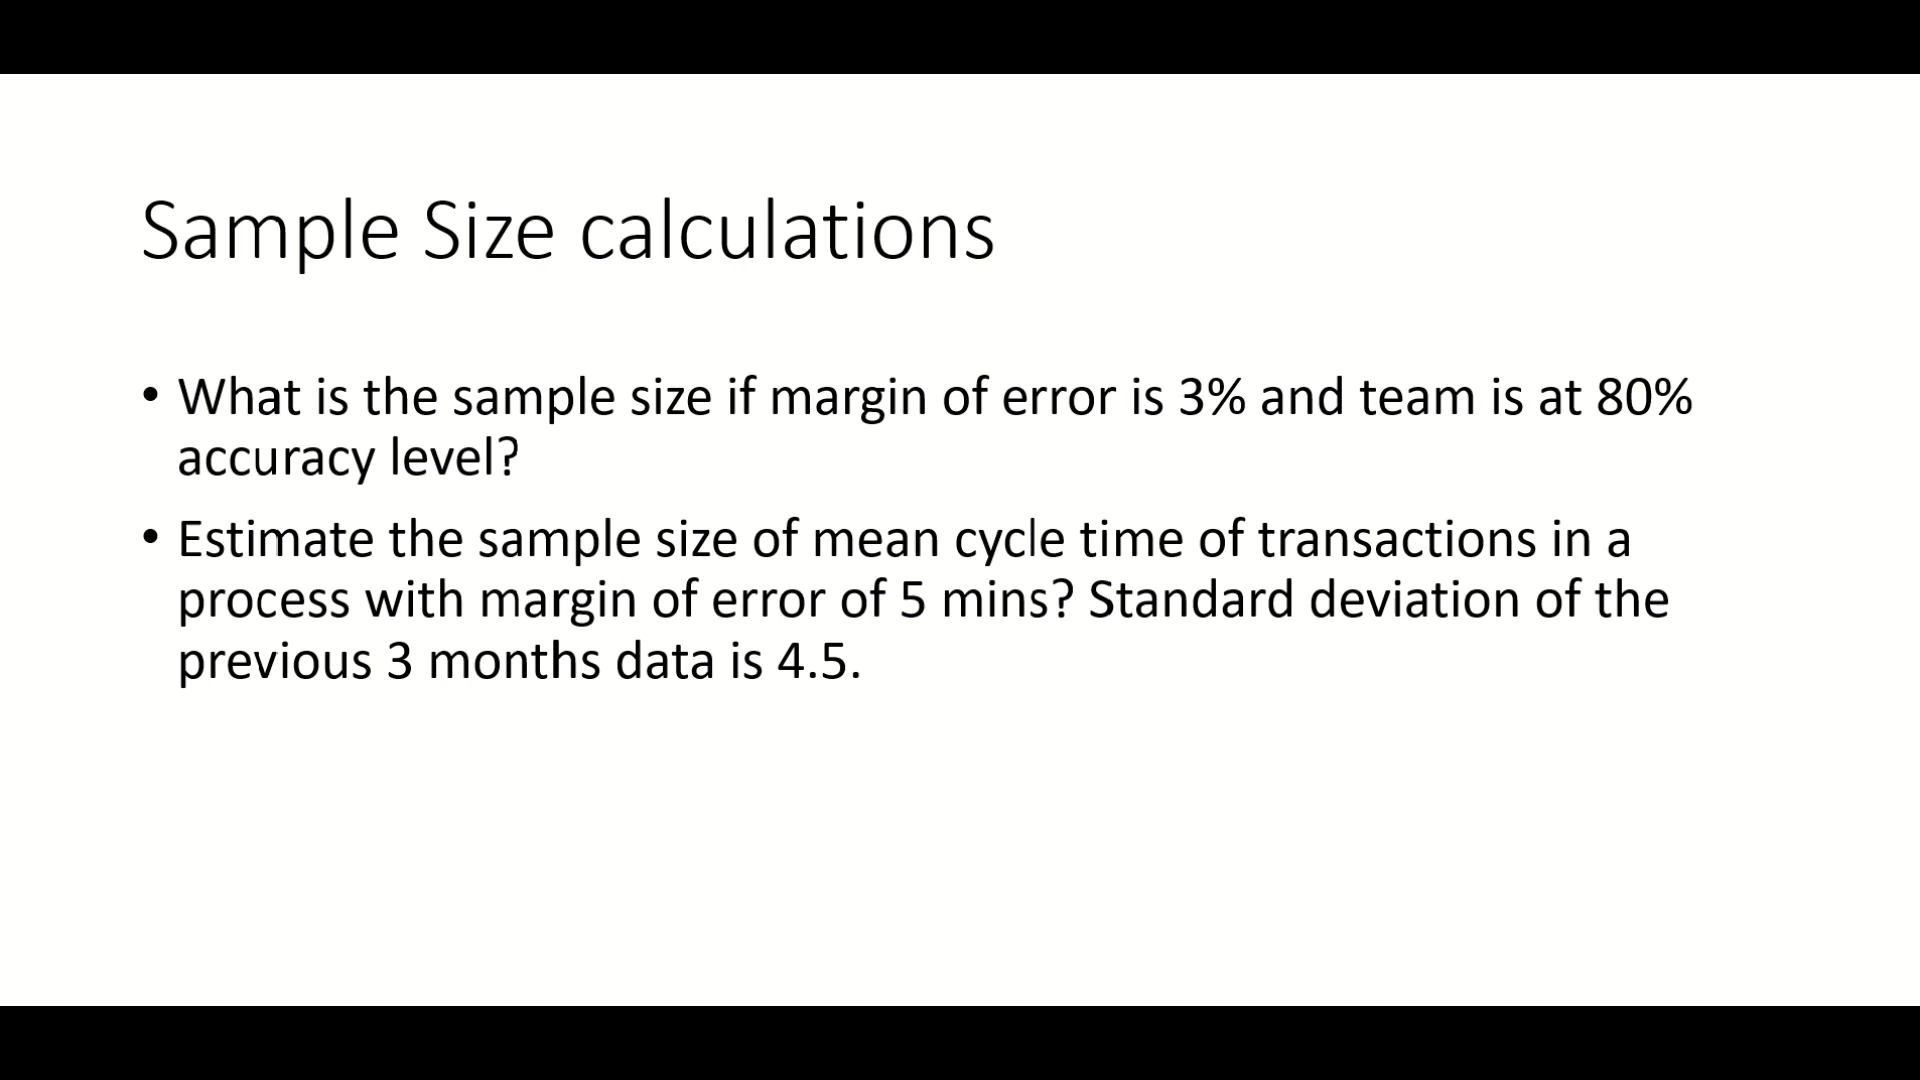 Sample Size calculations
• What is the sample size if margin of error is 3% and team is at 80%
accuracy level?
• Estimate the sample size of mean cycle time of transactions in a
process with margin of error of 5 mins? Standard deviation of the
previous 3 months data is 4.5.